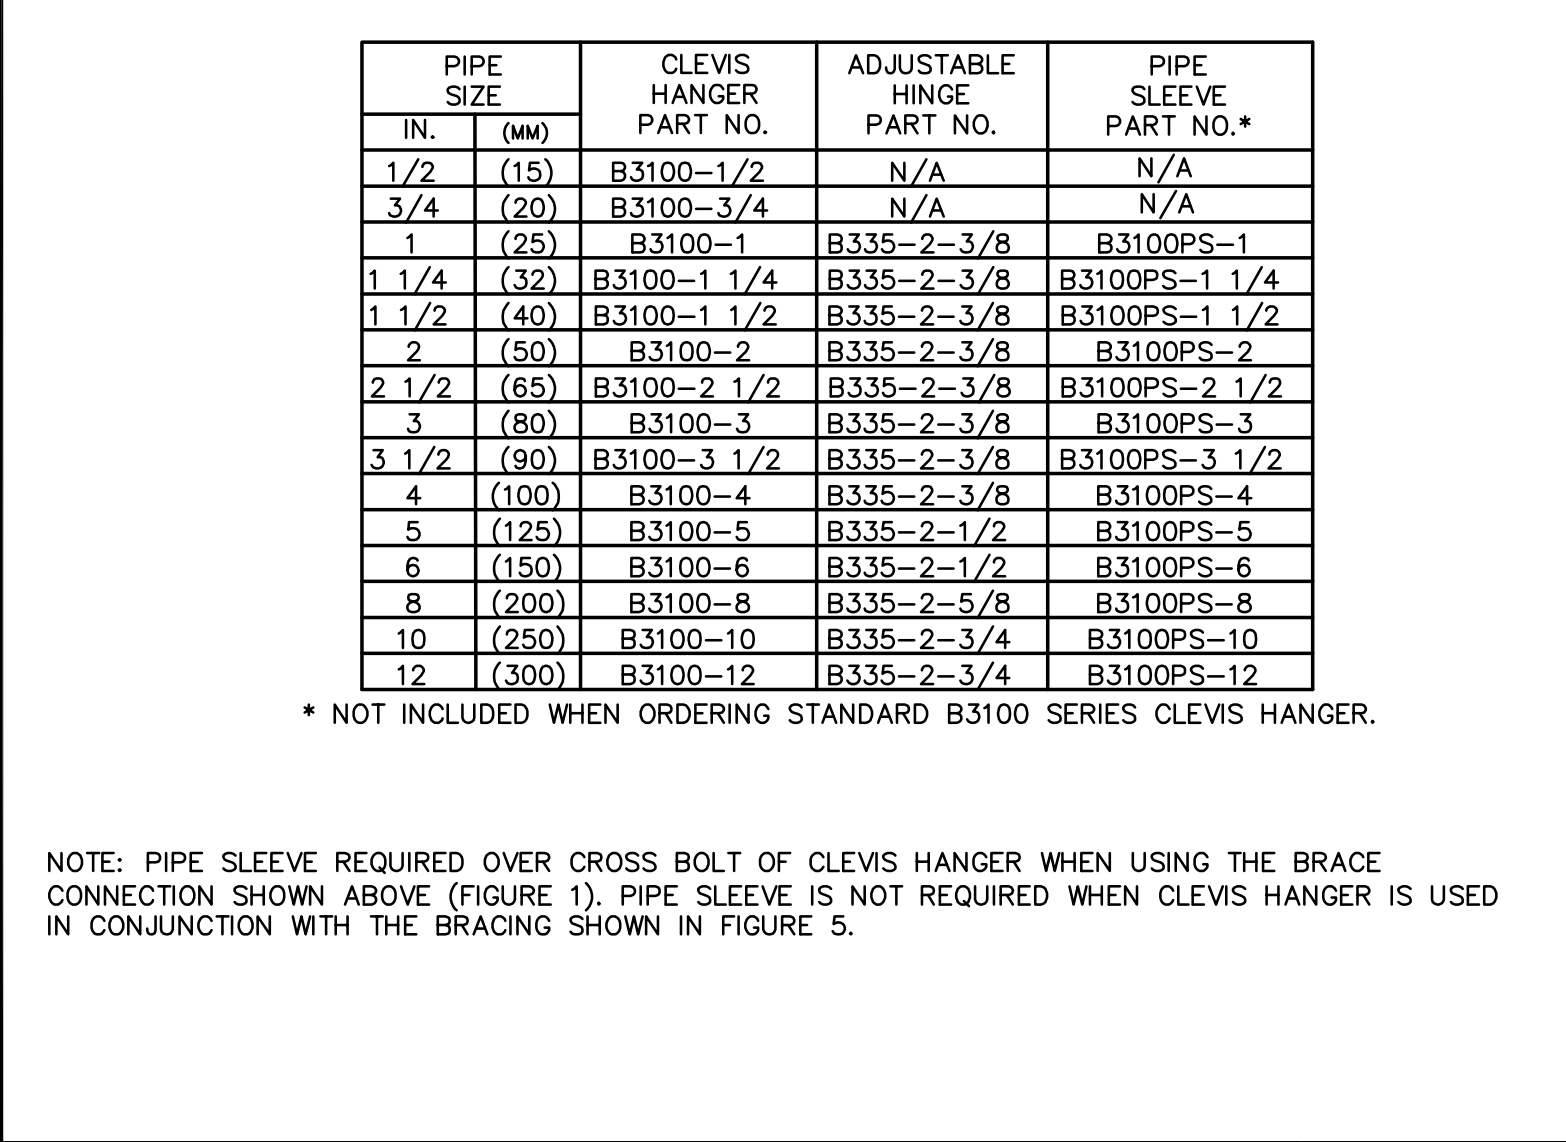 PIPE SIZE CLEVIS HANGER PART NO. ADJUSTABLE HINGE PART NO. PIPE SLEEVE PART NO.*
IN. (MM)
1/2 (15) B3100-1/2 N/A N/A
3/4 (20) B3100-3/4 N/A N/A
1 (25) B3100-1 B335-2-3/8 B3100PS-1
1 1/4 (32) B3100-1 1/4 B335-2-3/8 B3100PS-1 1/4
1 1/2 (40) B3100-1 1/2 B335-2-3/8 B3100PS-1 1/2
2 (50) B3100-2 B335-2-3/8 B3100PS-2
2 1/2 (65) B3100-2 1/2 B335-2-3/8 B3100PS-2 1/2
3 (80) B3100-3 B335-2-3/8 B3100PS-3
3 1/2 (90) B3100-3 1/2 B335-2-3/8 B3100PS-3 1/2
4 (100) B3100-4 B335-2-3/8 B3100PS-4
5 (125) B3100-5 B335-2-1/2 B3100PS-5
6 (150) B3100-6 B335-2-1/2 B3100PS-6
8 (200) B3100-8 B335-2-5/8 B3100PS-8
10 (250) B3100-10 B335-2-3/4 B3100PS-10
12 (300) B3100-12 B335-2-3/4 B3100PS-12
* NOT INCLUDED WHEN ORDERING STANDARD B3100 SERIES CLEVIS HANGER.
NOTE: PIPE SLEEVE REQUIRED OVER CROSS BOLT OF CLEVIS HANGER WHEN USING THE BRACE
CONNECTION SHOWN ABOVE (FIGURE 1). PIPE SLEEVE IS NOT REQUIRED WHEN CLEVIS HANGER IS USED
IN CONJUNCTION WITH THE BRACING SHOWN IN FIGURE 5.